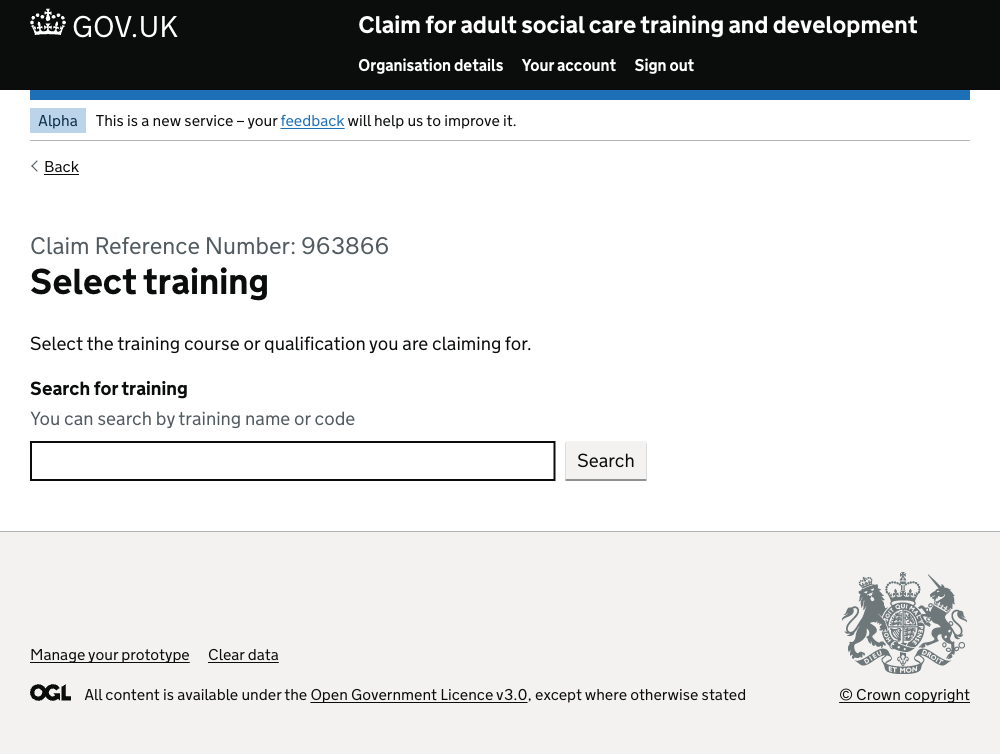 GOV.UK
Claim for adult social care training and development
Organisation details Your account Sign out
Alpha This is a new service – your feedback will help us to improve it.
Back
Claim Reference Number: 963866
Select training
Select the training course or qualification you are claiming for.
Search for training
You can search by training name or code
Search
Manage your prototype Clear data
OGL All content is available under the Open Government Licence v3.0, except where otherwise stated
© Crown copyright